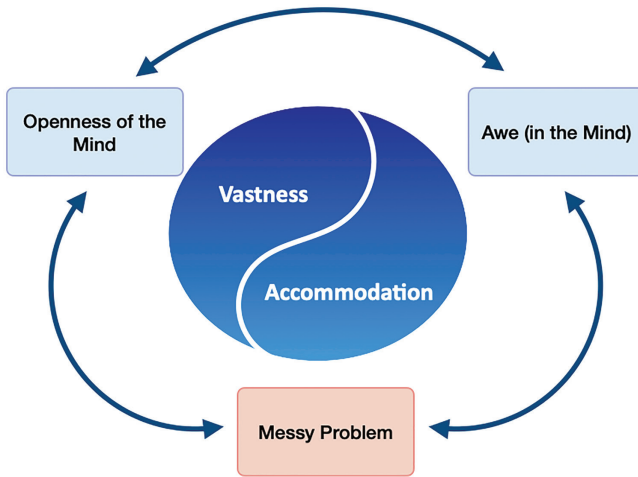 Openness of the
Mind
Awe (in the Mind)
Vastness
Accommodation
Messy Problem